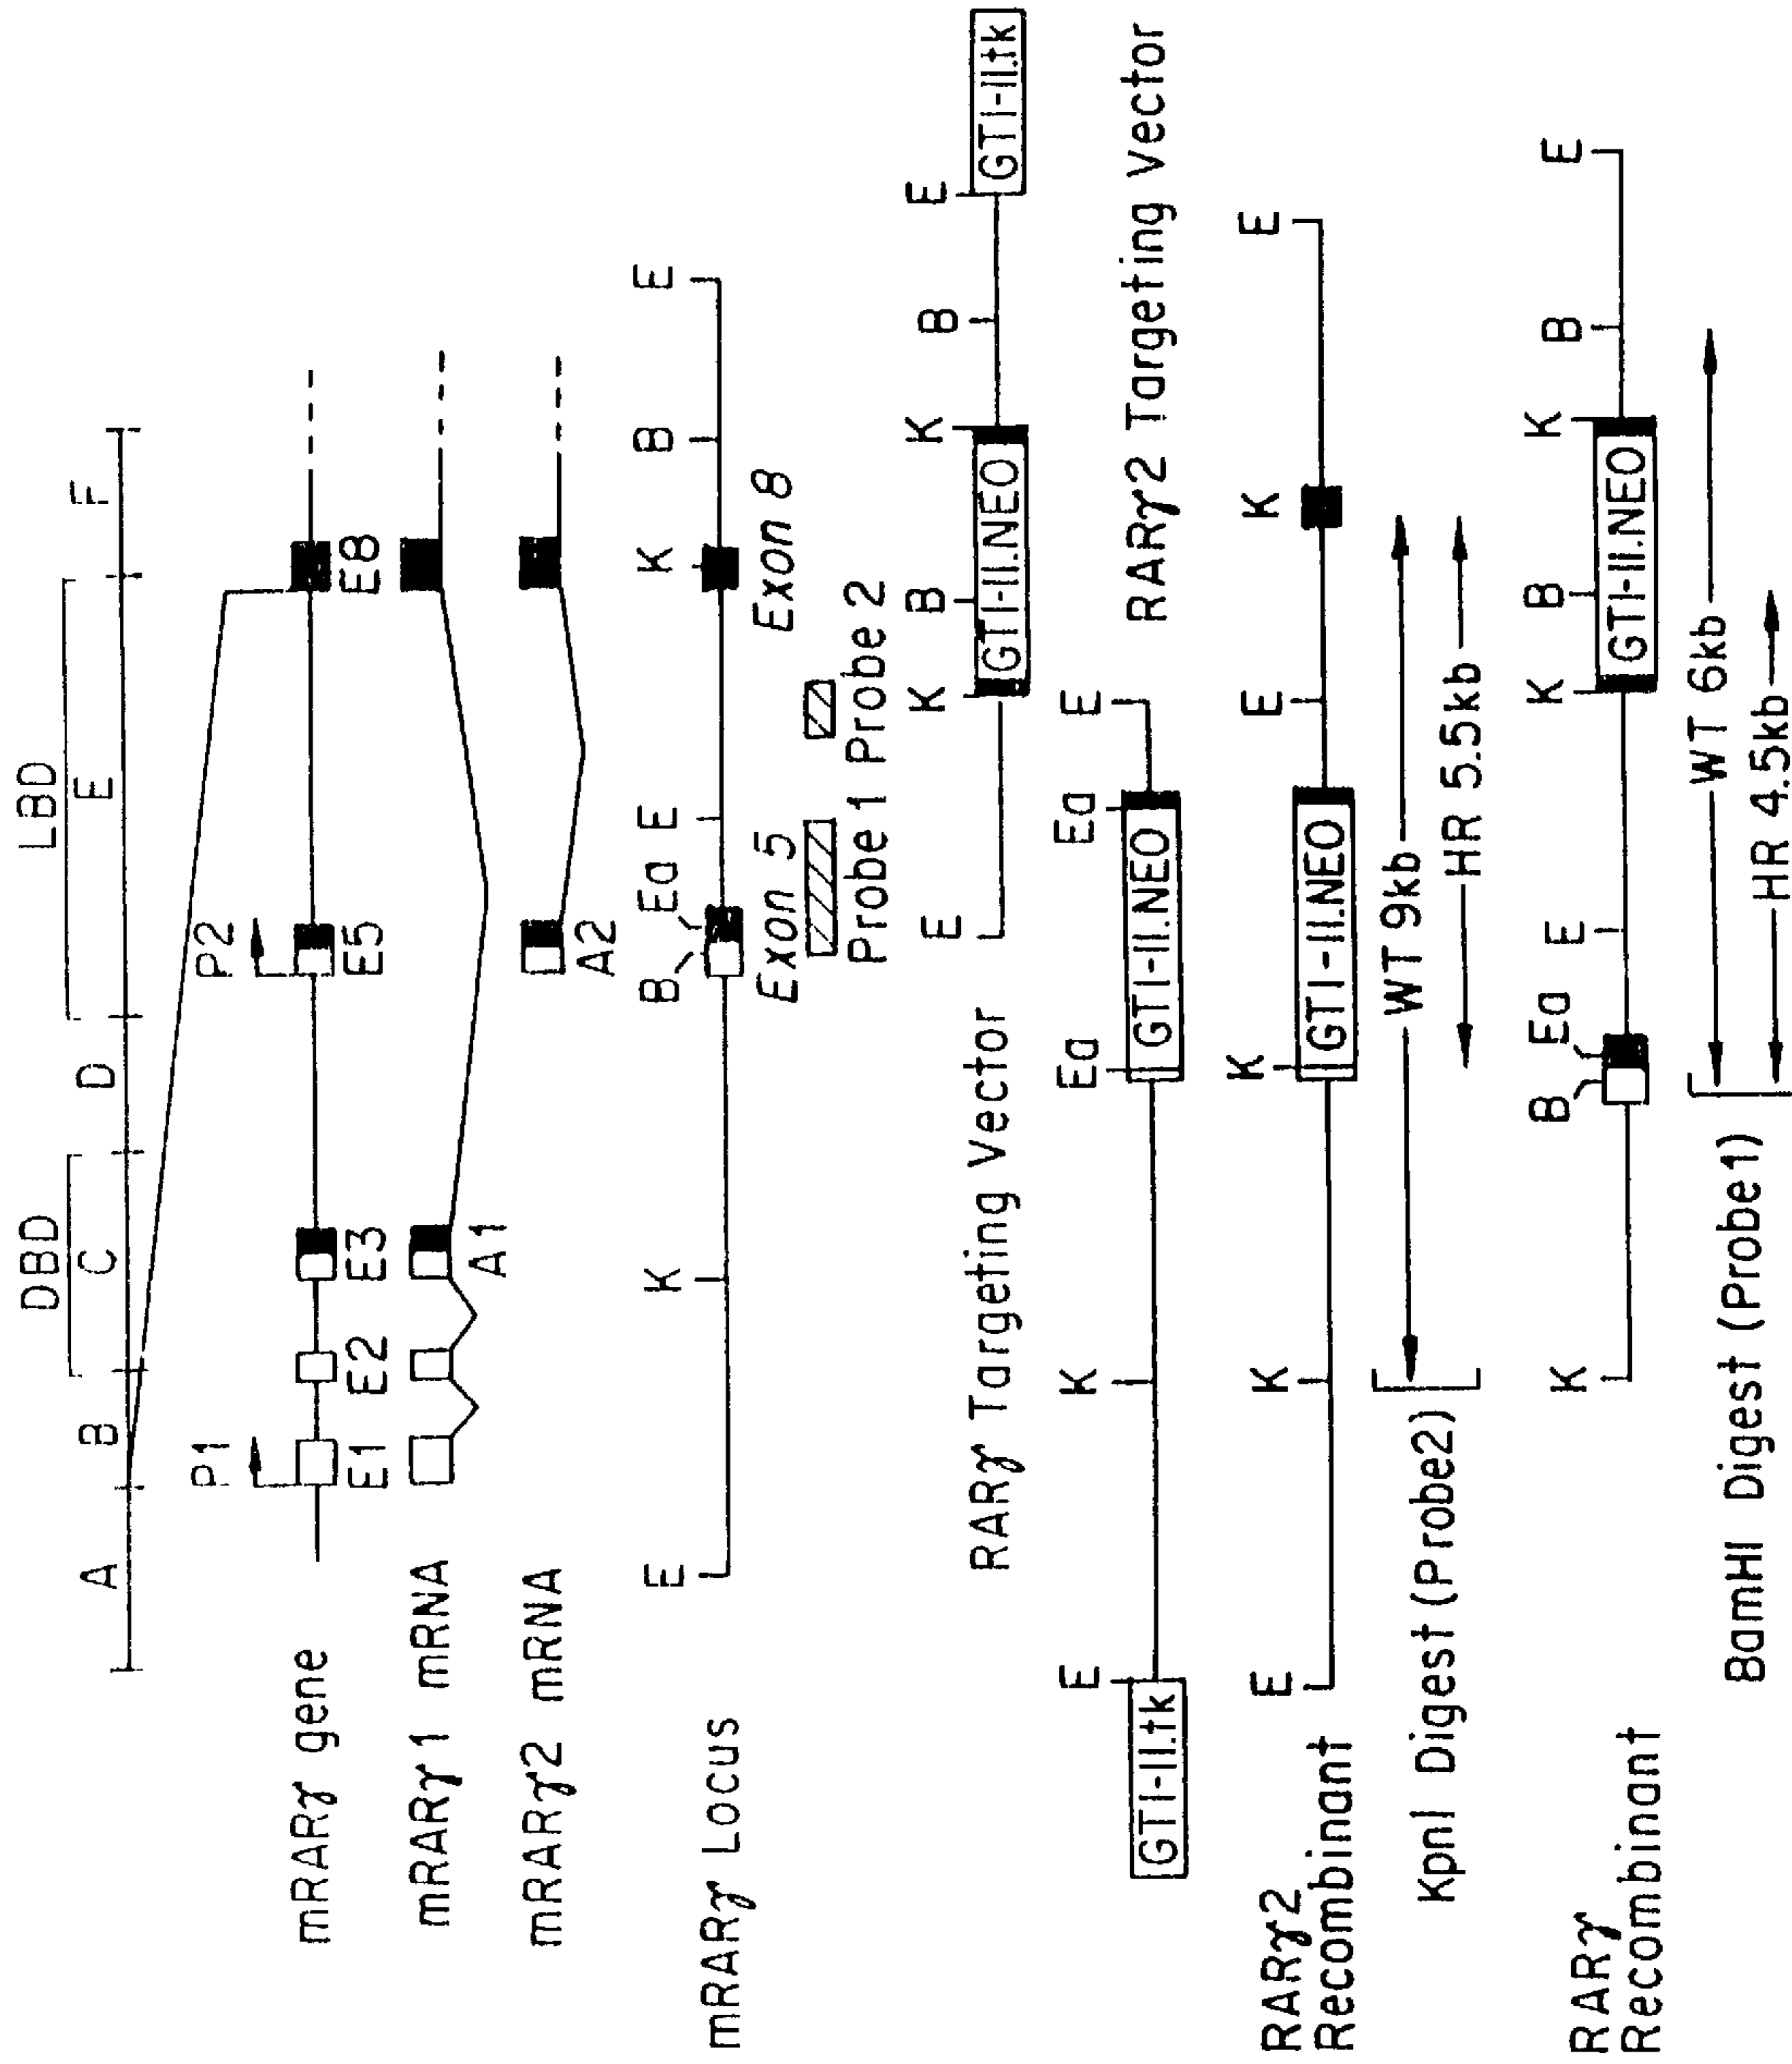 DBD LBD
A B C D E F
P1 P2
mRARγ gene
E1 E2 E3 E5 E8
mRARγ1 mRNA
A1
mRARγ2 mRNA
A2
mRARγ Locus
E K B Ea E K B E
Exon 5 Exon 8
Probe 1 Probe 2
E K B K B E
GTI-II.NEO GTI-II.tk
RARγ Targeting Vector
E K Ea Ea E
GTI-II.tk GTI-II.NEO
RARγ2 Targeting Vector
RARγ2
Recombinant
E K K E K E
GTI-II.NEO
KpnI Digest (Probe2)
WT 9kb
HR 5.5kb
RARγ
Recombinant
K B Ea E K B K B E
GTI-II.NEO
BamHI Digest (Probe1)
WT 6kb
HR 4.5kb